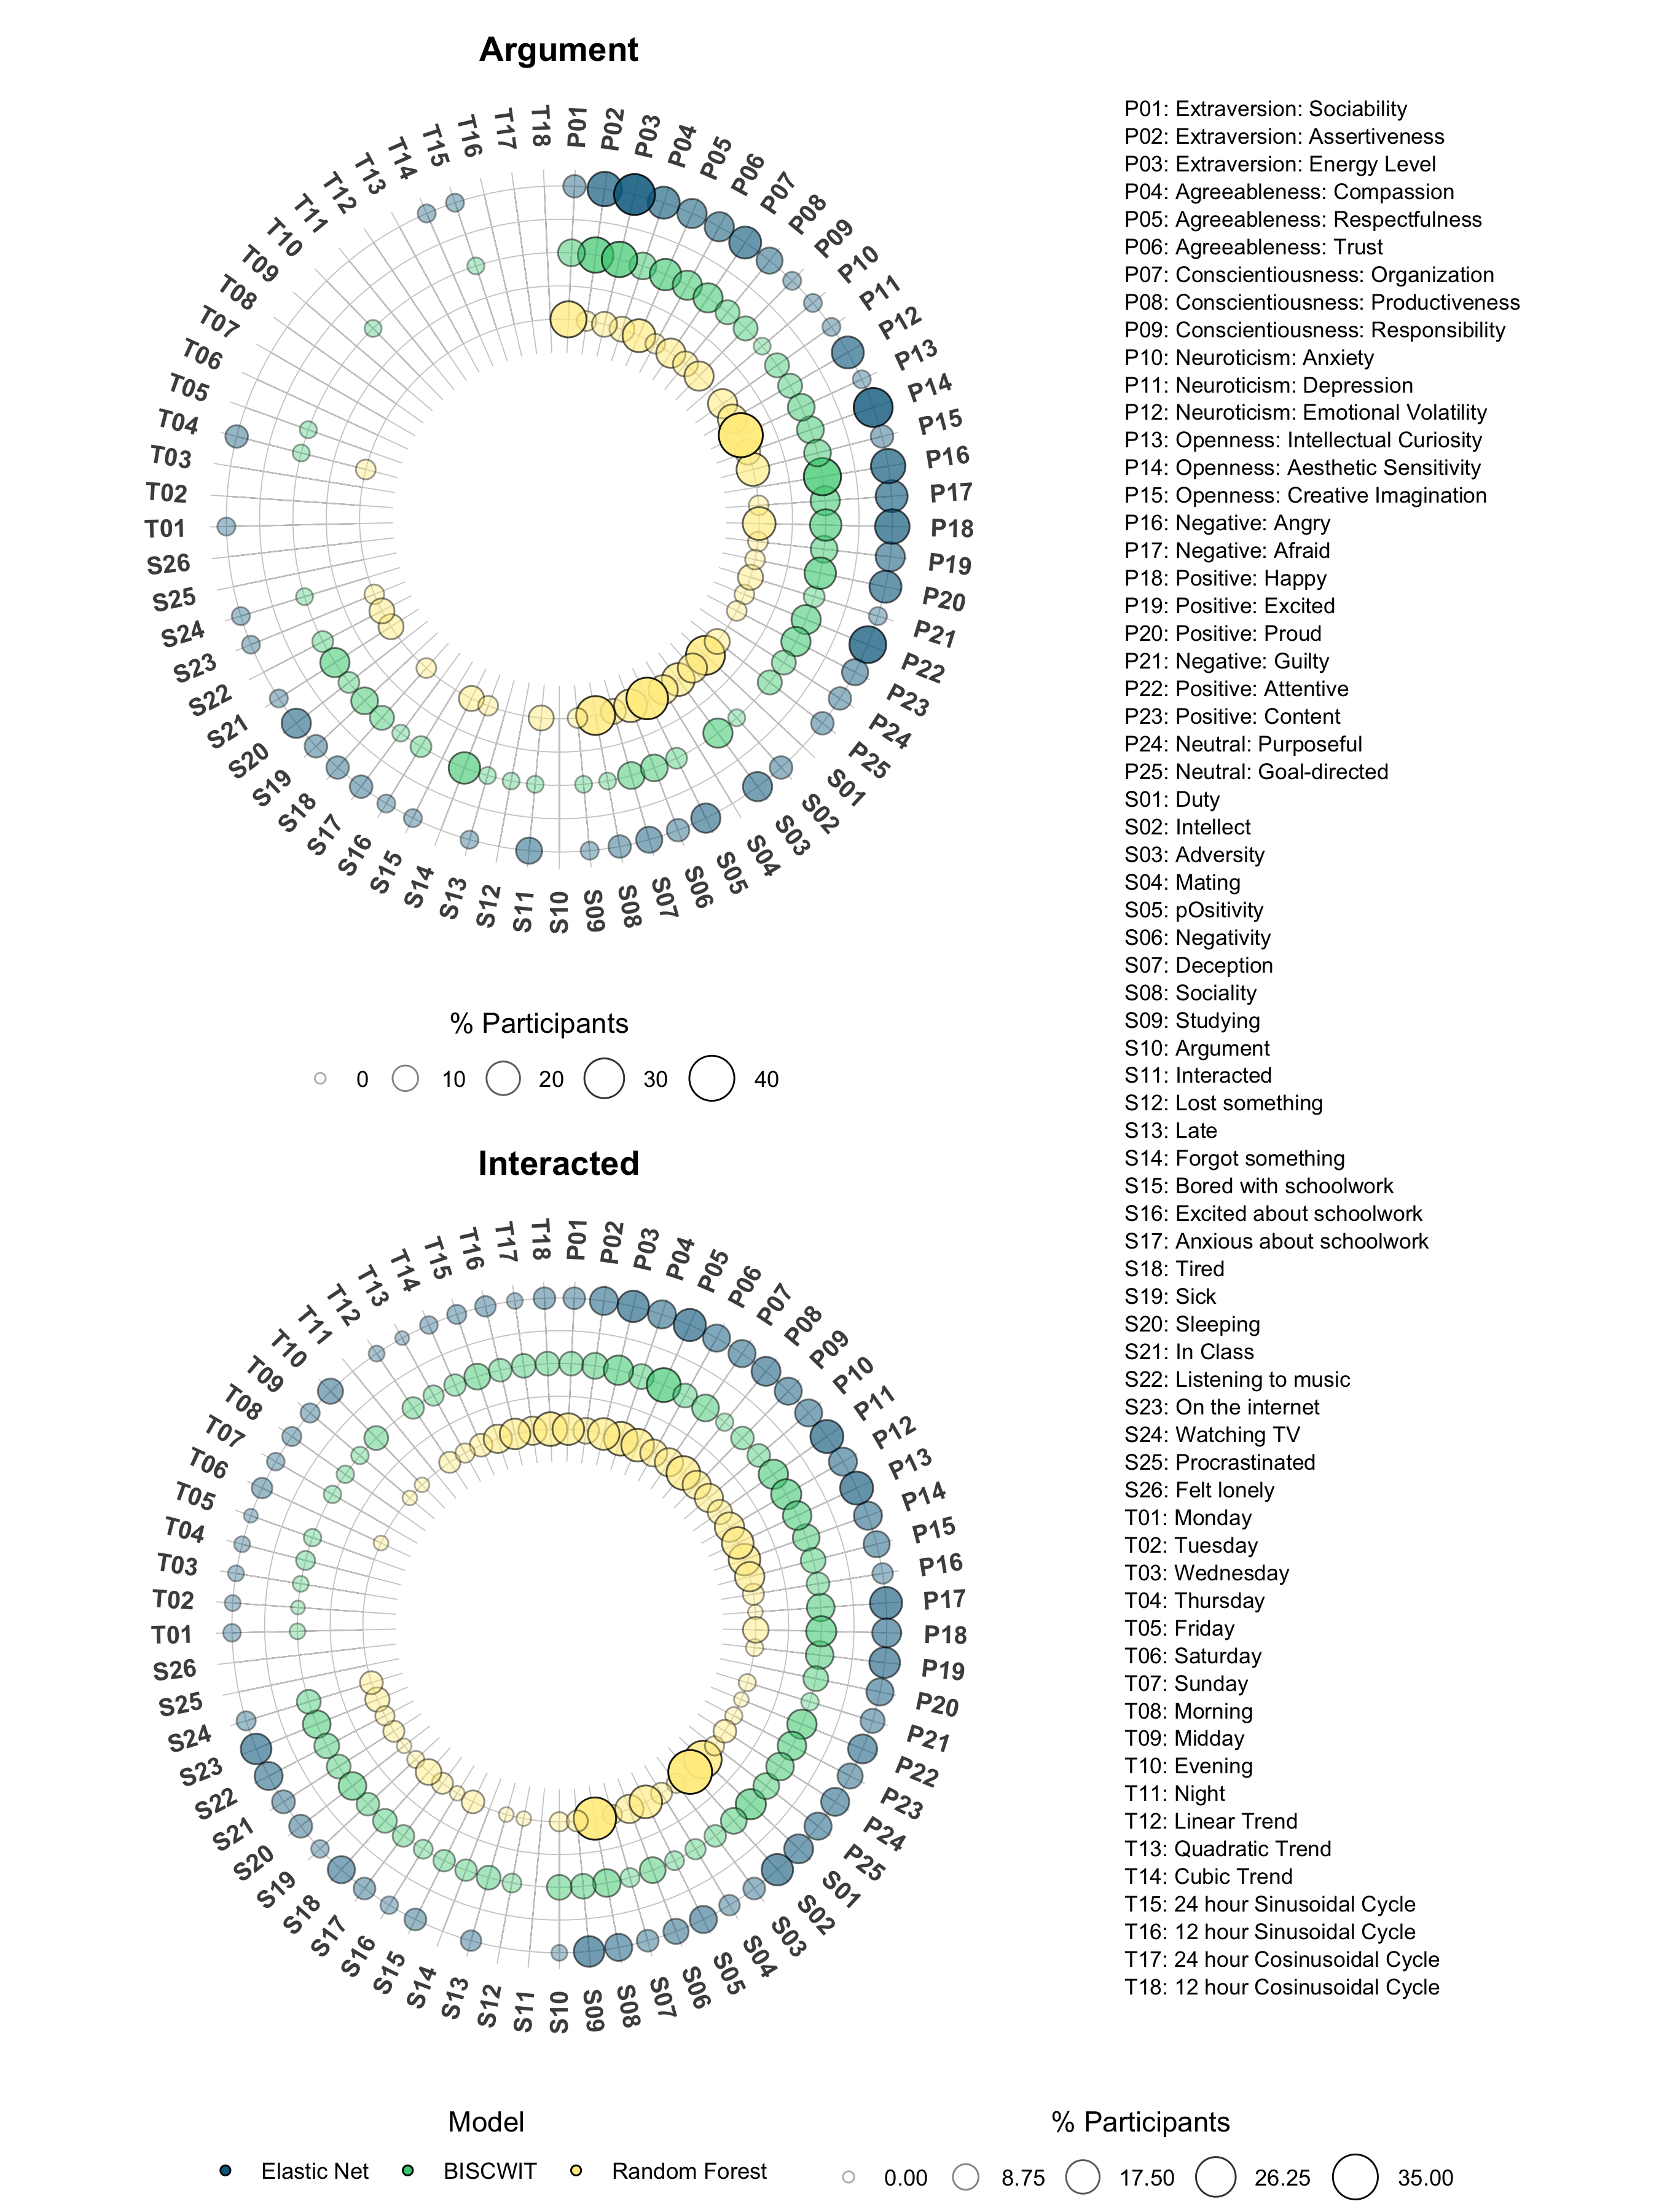 Argument
P01
P02
P03
P04
P05
P06
P07
P08
P09
P10
P11
P12
P13
P14
P15
P16
P17
P18
P19
P20
P21
P22
P23
P24
P25
S01
S02
S03
S04
S05
S06
S07
S08
S09
S10
S11
S12
S13
S14
S15
S16
S17
S18
S19
S20
S21
S22
S23
S24
S25
S26
T01
T02
T03
T04
T05
T06
T07
T08
T09
T10
T11
T12
T13
T14
T15
T16
T17
T18
% Participants
0 10 20 30 40
Interacted
P01
P02
P03
P04
P05
P06
P07
P08
P09
P10
P11
P12
P13
P14
P15
P16
P17
P18
P19
P20
P21
P22
P23
P24
P25
S01
S02
S03
S04
S05
S06
S07
S08
S09
S10
S11
S12
S13
S14
S15
S16
S17
S18
S19
S20
S21
S22
S23
S24
S25
S26
T01
T02
T03
T04
T05
T06
T07
T08
T09
T10
T11
T12
T13
T14
T15
T16
T17
T18
P01: Extraversion: Sociability
P02: Extraversion: Assertiveness
P03: Extraversion: Energy Level
P04: Agreeableness: Compassion
P05: Agreeableness: Respectfulness
P06: Agreeableness: Trust
P07: Conscientiousness: Organization
P08: Conscientiousness: Productiveness
P09: Conscientiousness: Responsibility
P10: Neuroticism: Anxiety
P11: Neuroticism: Depression
P12: Neuroticism: Emotional Volatility
P13: Openness: Intellectual Curiosity
P14: Openness: Aesthetic Sensitivity
P15: Openness: Creative Imagination
P16: Negative: Angry
P17: Negative: Afraid
P18: Positive: Happy
P19: Positive: Excited
P20: Positive: Proud
P21: Negative: Guilty
P22: Positive: Attentive
P23: Positive: Content
P24: Neutral: Purposeful
P25: Neutral: Goal-directed
S01: Duty
S02: Intellect
S03: Adversity
S04: Mating
S05: pOsitivity
S06: Negativity
S07: Deception
S08: Sociality
S09: Studying
S10: Argument
S11: Interacted
S12: Lost something
S13: Late
S14: Forgot something
S15: Bored with schoolwork
S16: Excited about schoolwork
S17: Anxious about schoolwork
S18: Tired
S19: Sick
S20: Sleeping
S21: In Class
S22: Listening to music
S23: On the internet
S24: Watching TV
S25: Procrastinated
S26: Felt lonely
T01: Monday
T02: Tuesday
T03: Wednesday
T04: Thursday
T05: Friday
T06: Saturday
T07: Sunday
T08: Morning
T09: Midday
T10: Evening
T11: Night
T12: Linear Trend
T13: Quadratic Trend
T14: Cubic Trend
T15: 24 hour Sinusoidal Cycle
T16: 12 hour Sinusoidal Cycle
T17: 24 hour Cosinusoidal Cycle
T18: 12 hour Cosinusoidal Cycle
Model
Elastic Net BISCWIT Random Forest
% Participants
0.00 8.75 17.50 26.25 35.00